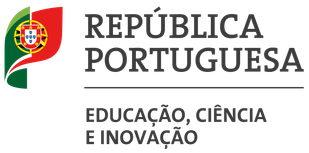 REPÚBLICA
PORTUGUESA
EDUCAÇÃO, CIÊNCIA
E INOVAÇÃO